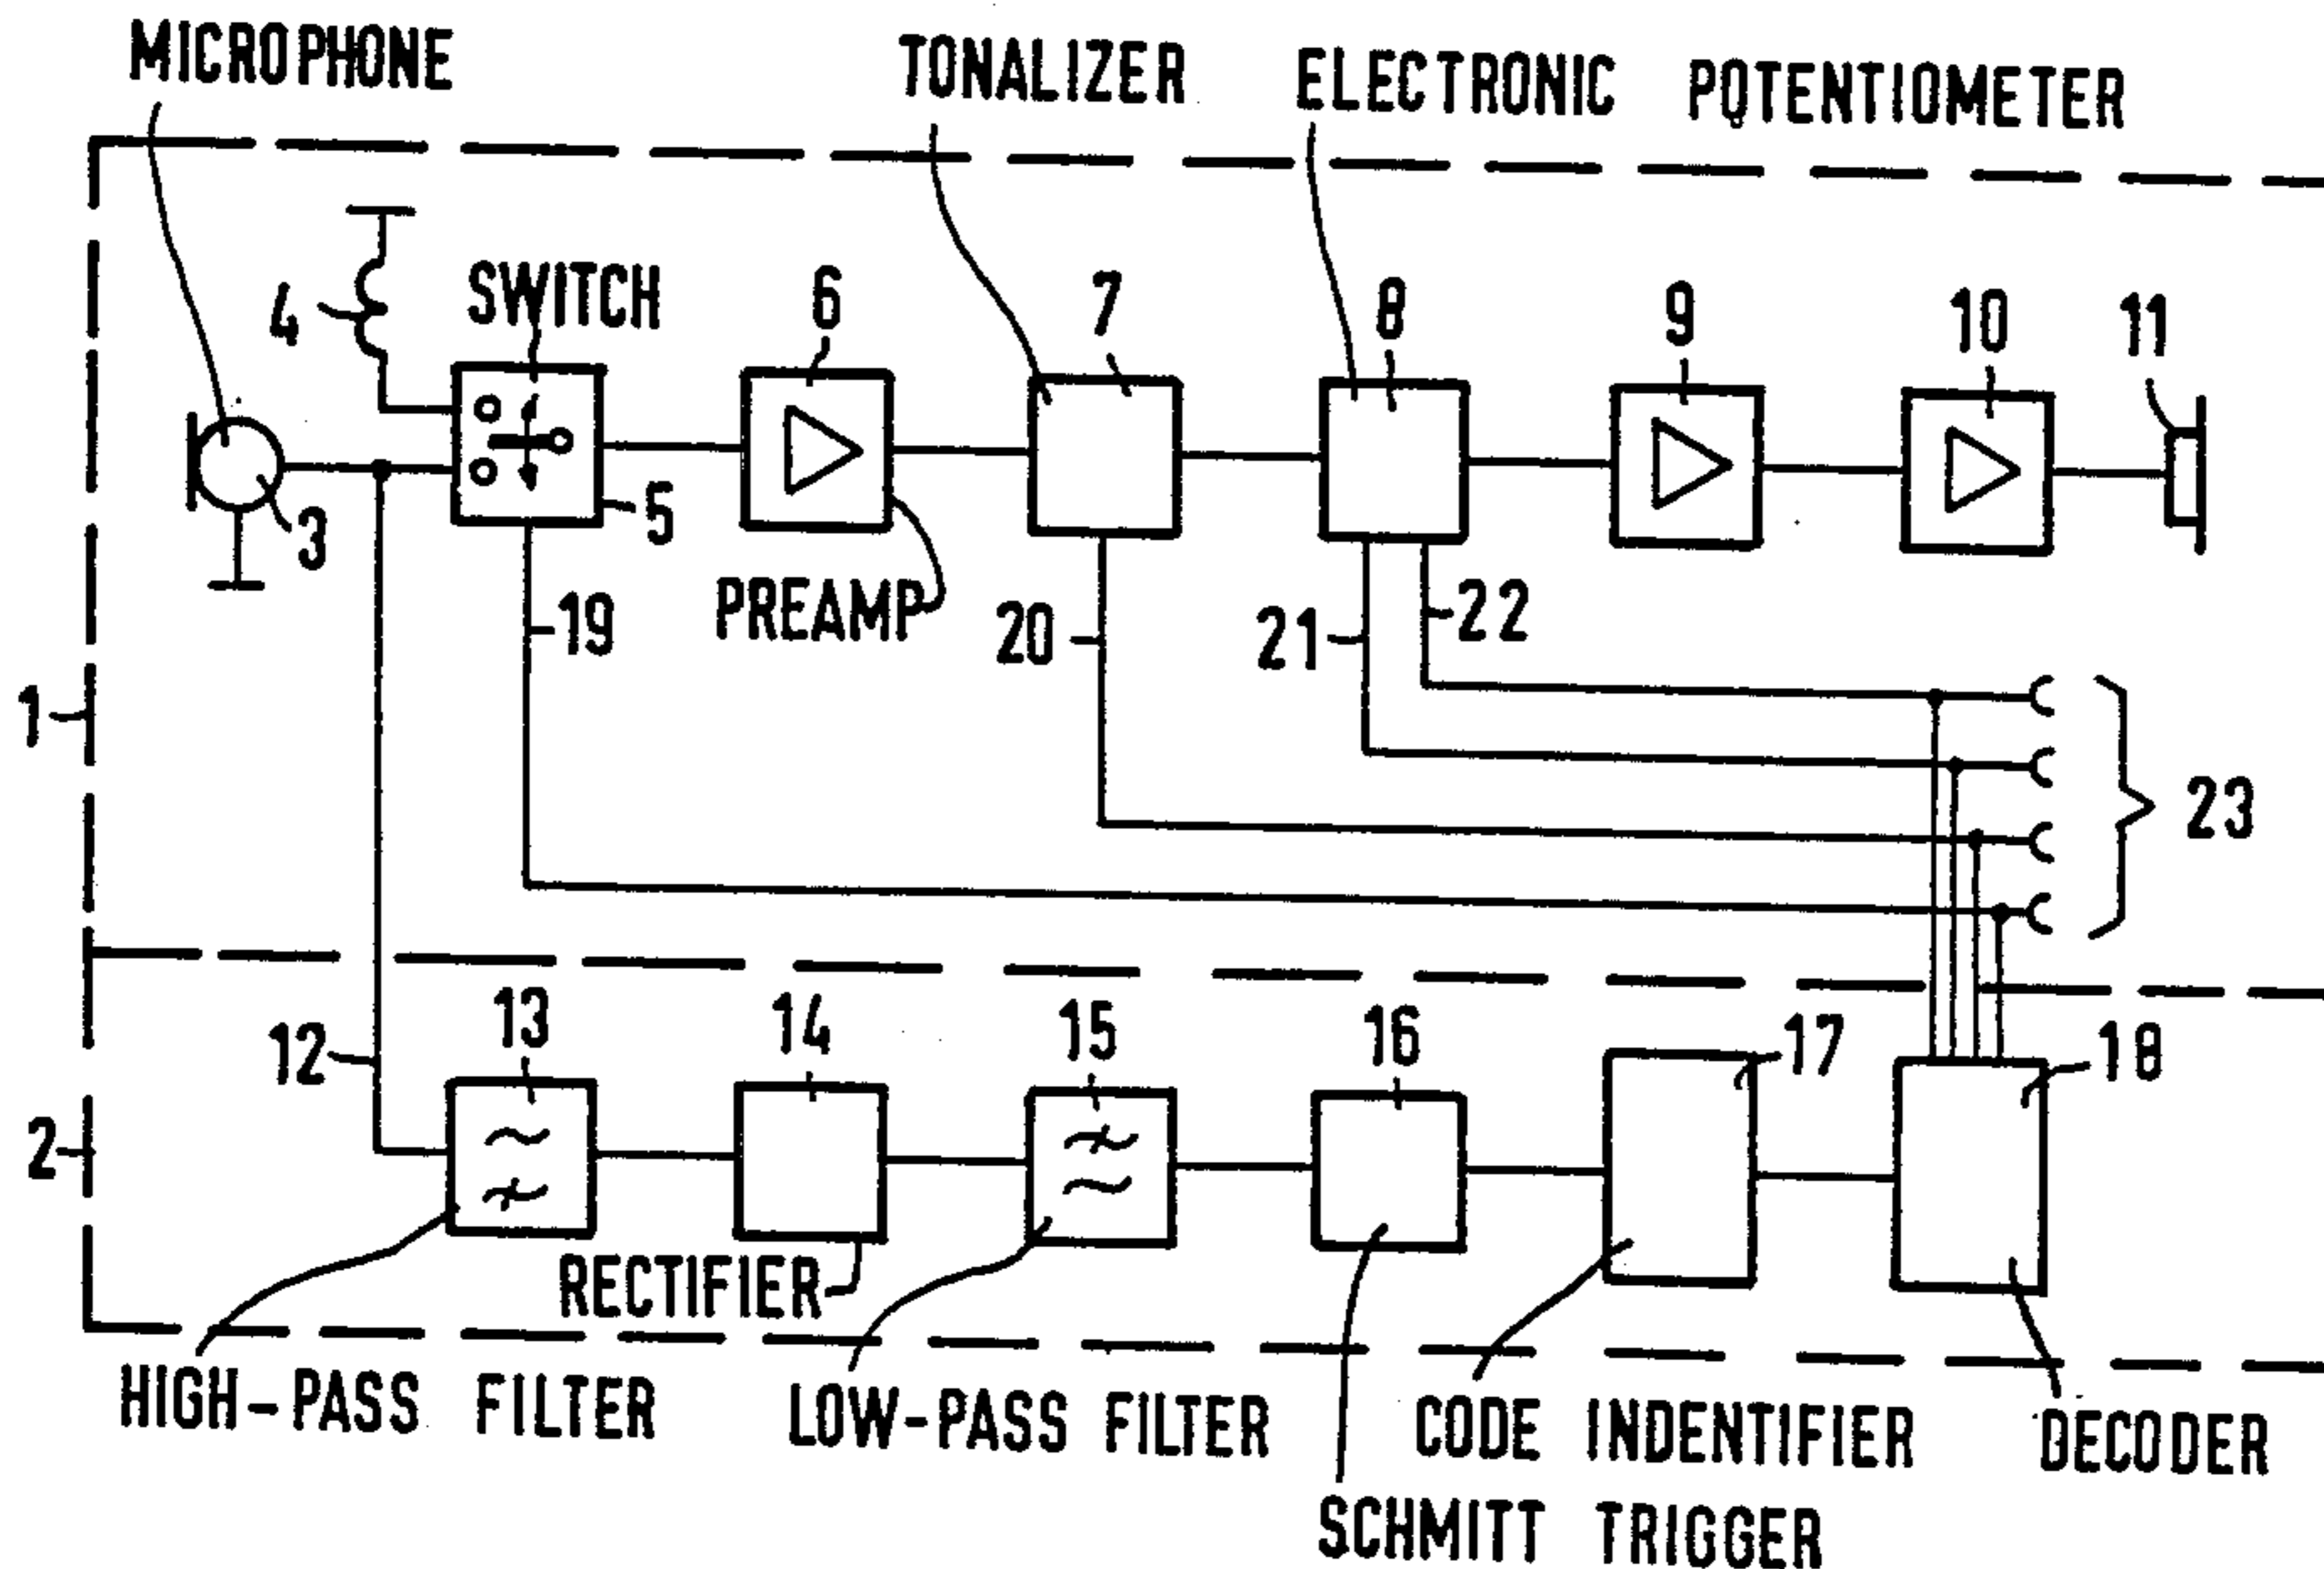 MICROPHONE
TONALIZER
ELECTRONIC POTENTIOMETER
4
SWITCH
6
7
8
9
10
11
3
5
PREAMP
19
20
21
22
1
23
12
13
14
15
16
17
18
2
RECTIFIER
HIGH-PASS FILTER
LOW-PASS FILTER
CODE INDENTIFIER
DECODER
SCHMITT TRIGGER